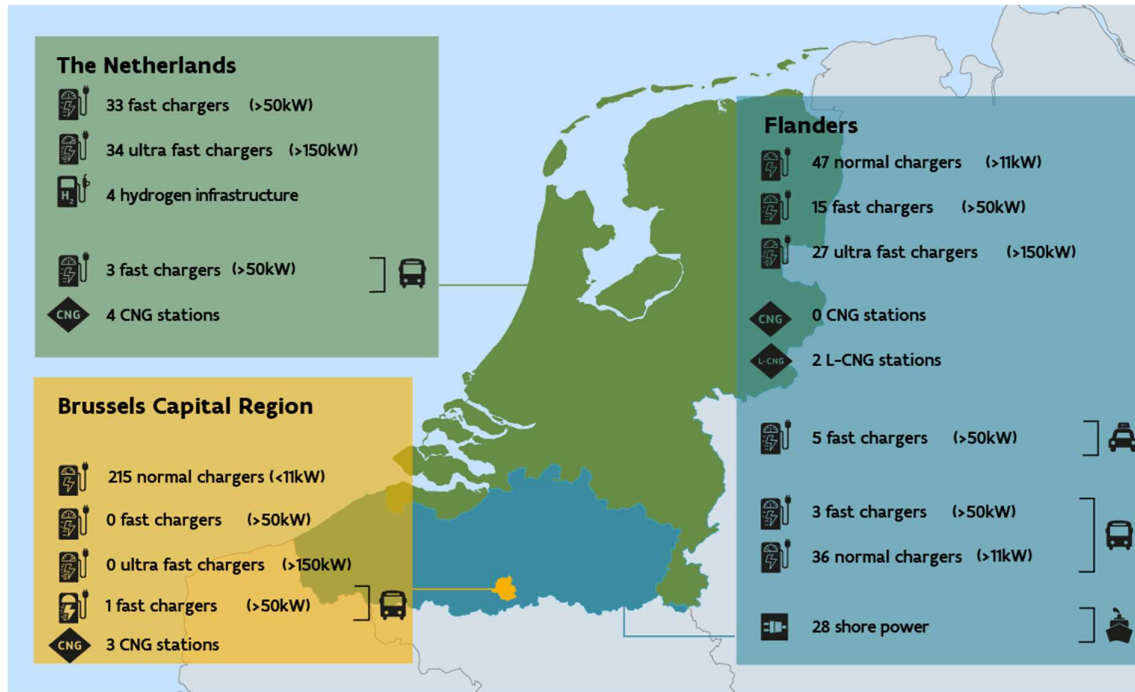 The Netherlands
33 fast chargers (>50kW)
34 ultra fast chargers (>150kW)
H2
4 hydrogen infrastructure
3 fast chargers (>50kW)
CNG
4 CNG stations
Brussels Capital Region
215 normal chargers (<11kW)
0 fast chargers (>50kW)
0 ultra fast chargers (>150kW)
1 fast chargers (>50kW)
CNG
3 CNG stations
Flanders
47 normal chargers (>11kW)
15 fast chargers (>50kW)
27 ultra fast chargers (>150kW)
CNG
0 CNG stations
L-CNG
2 L-CNG stations
5 fast chargers (>50kW)
3 fast chargers (>50kW)
36 normal chargers (>11kW)
28 shore power